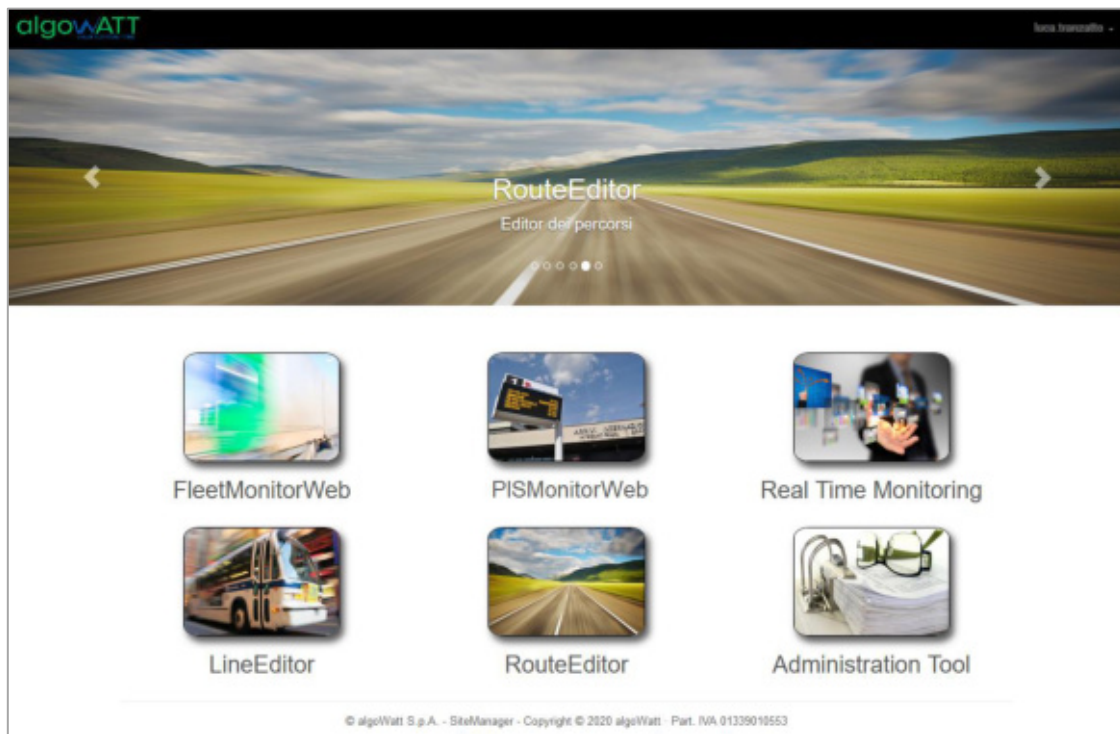 algowATT
RouteEditor
Editor dei percorsi
FleetMonitorWeb
PISMonitorWeb
Real Time Monitoring
LineEditor
RouteEditor
Administration Tool
© algoWatt S.p.A. - SiteManager - Copyright © 2020 algoWatt · Part. IVA 01339010553